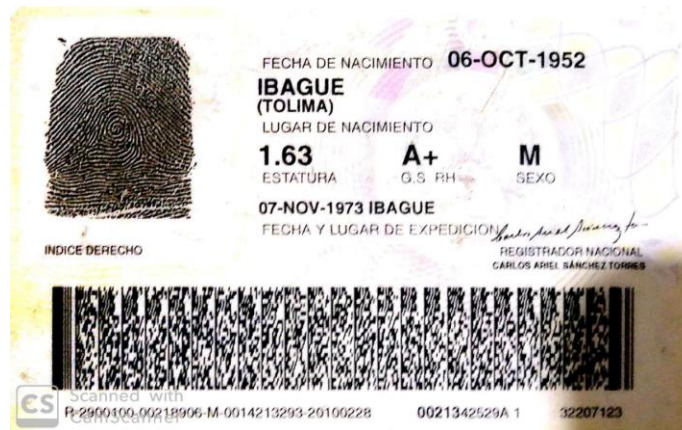 FECHA DE NACIMIENTO 06-OCT-1952
IBAGUE
(TOLIMA)
LUGAR DE NACIMIENTO
1.63 A+ M
ESTATURA G.S. RH SEXO
07-NOV-1973 IBAGUE
FECHA Y LUGAR DE EXPEDICION
INDICE DERECHO
REGISTRADOR NACIONAL
CARLOS ARIEL SÁNCHEZ TORRES
CS Scanned with
CamScanner
R-2900100-00218906-M-0014213293-20100228 0021342529A 1 32207123